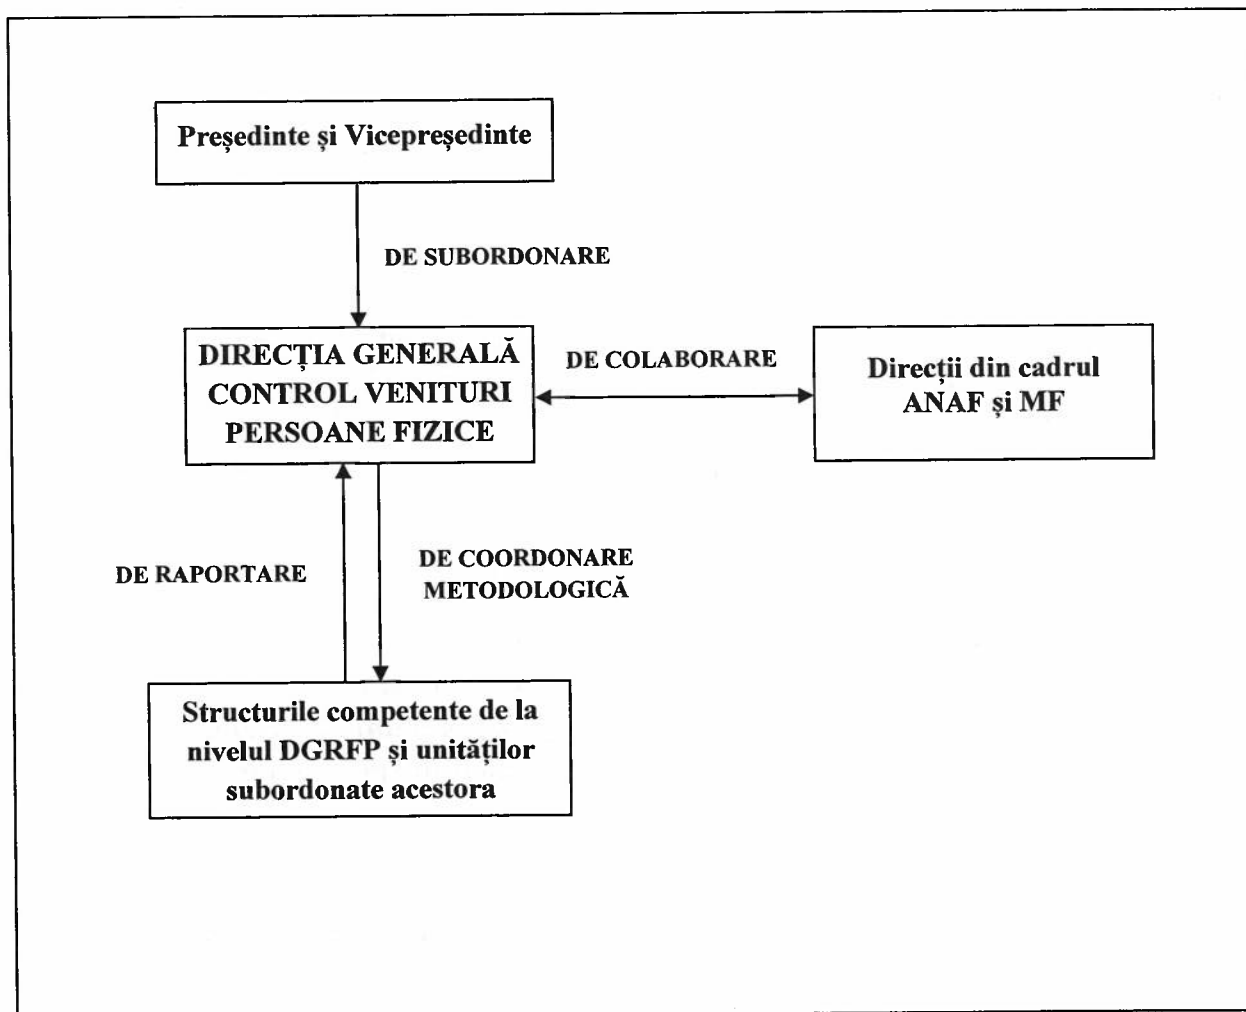 Președinte și Vicepreședinte
DE SUBORDONARE
DIRECȚIA GENERALĂ
CONTROL VENITURI
PERSOANE FIZICE
DE COLABORARE
Direcții din cadrul
ANAF și MF
DE RAPORTARE
DE COORDONARE
METODOLOGICĂ
Structurile competente de la
nivelul DGRFP și unităților
subordonate acestora